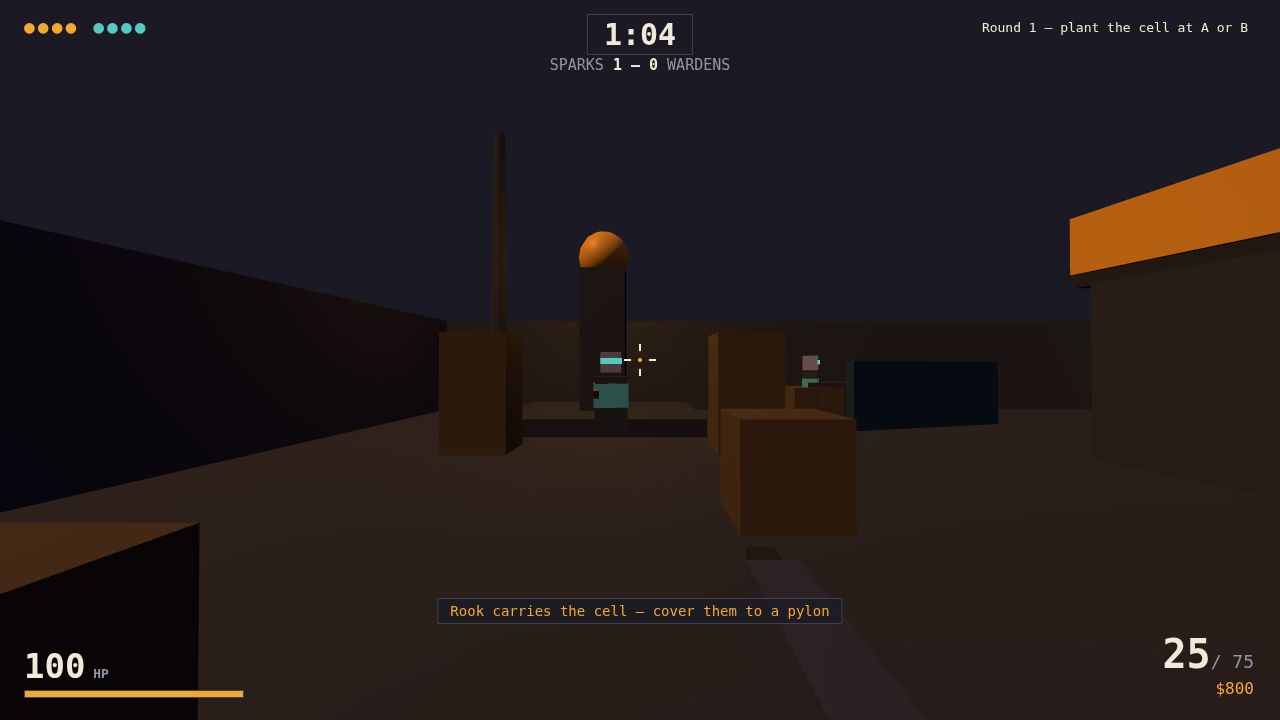 1:04
SPARKS 1 — 0 WARDENS
Round 1 — plant the cell at A or B
Rook carries the cell — cover them to a pylon
100 HP
25 / 75
$800